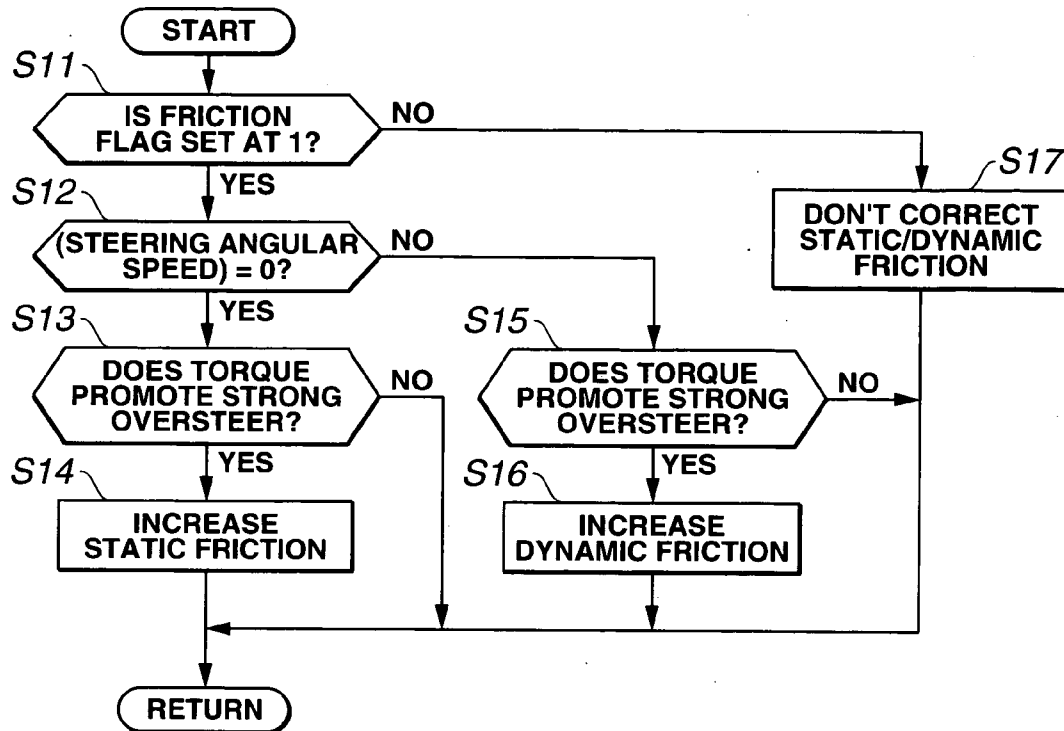 START
S11
IS FRICTION
FLAG SET AT 1?
NO
YES
S17
DON'T CORRECT
STATIC/DYNAMIC
FRICTION
S12
(STEERING ANGULAR
SPEED) = 0?
NO
YES
S13
DOES TORQUE
PROMOTE STRONG
OVERSTEER?
NO
YES
S15
DOES TORQUE
PROMOTE STRONG
OVERSTEER?
NO
YES
S14
INCREASE
STATIC FRICTION
S16
INCREASE
DYNAMIC FRICTION
RETURN